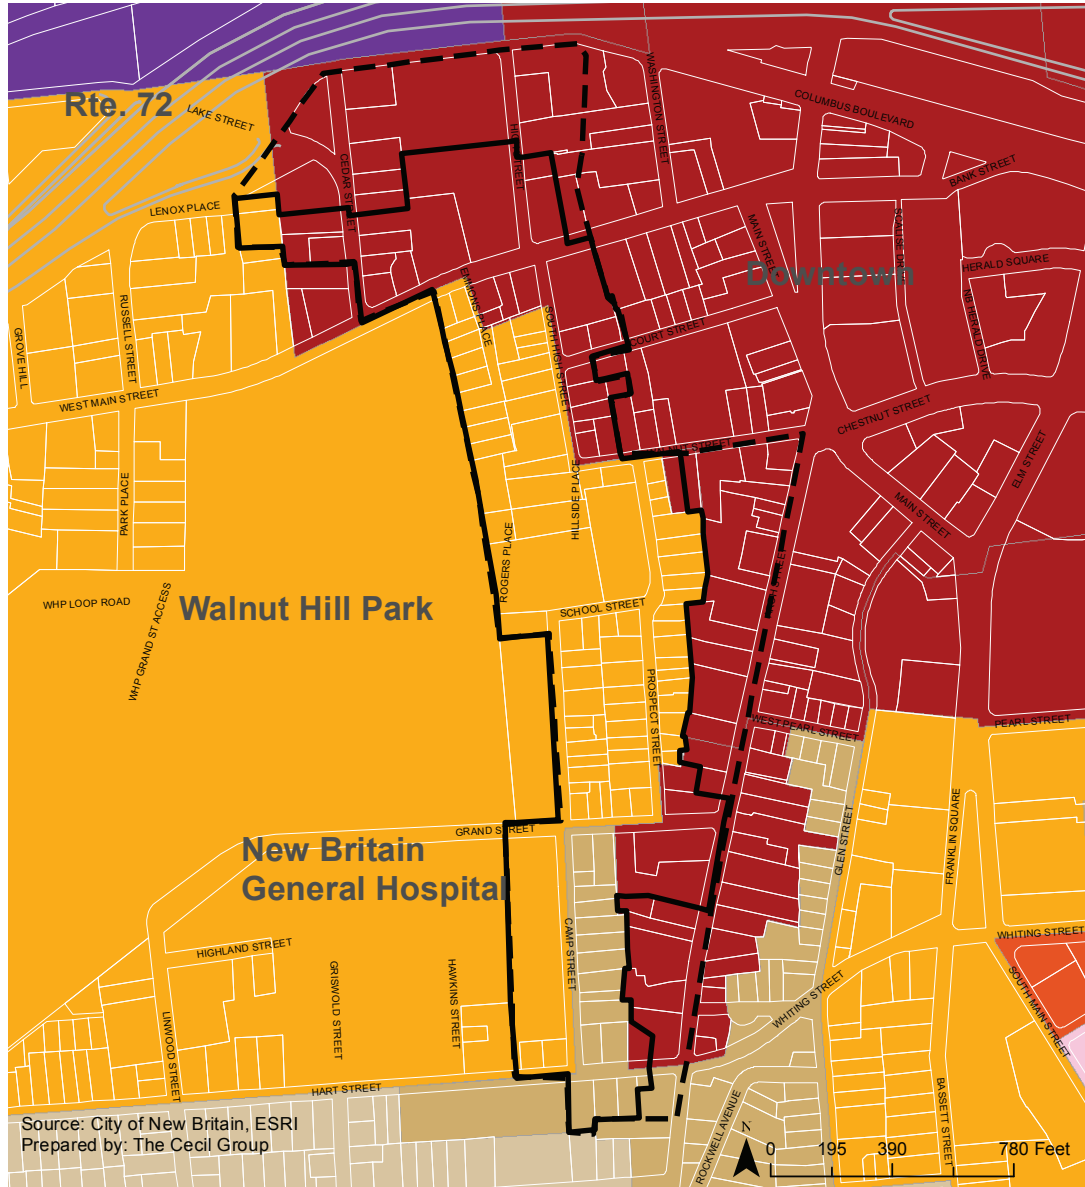 Rte. 72
LAKE STREET
WASHINGTON STREET
COLUMBUS BOULEVARD
CEDAR STREET
BANK STREET
LENOX PLACE
MAIN STREET
HERALD SQUARE
Downtown
EMMONS PLACE
RUSSELL STREET
GROVE HILL
SOUTH HIGH STREET
COURT STREET
NB HERALD DRIVE
WEST MAIN STREET
CHESTNUT STREET
ELM STREET
PARK PLACE
HILLSIDE PLACE
MAIN STREET
ROGERS PLACE
WHP LOOP ROAD
Walnut Hill Park
SCHOOL STREET
WHP GRAND ST ACCESS
PROSPECT STREET
WEST PEARL STREET
PEARL STREET
GRAND STREET
New Britain
General Hospital
GLEN STREET
FRANKLIN SQUARE
HIGHLAND STREET
CAMP STREET
WHITING STREET
GRISWOLD STREET
HAWKINS STREET
WHITING STREET
SOUTH MAIN STREET
LINWOOD STREET
HART STREET
BASSETT STREET
ROCKWELL AVENUE
Source: City of New Britain, ESRI
Prepared by: The Cecil Group
N
0 195 390 780 Feet